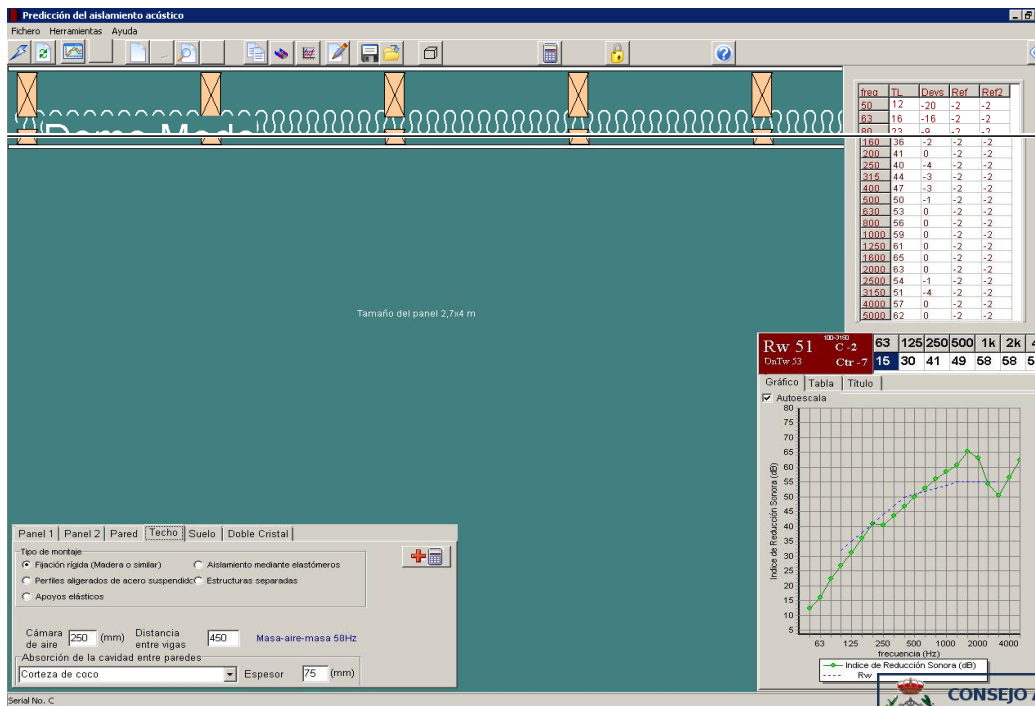 Predicción del aislamiento acústico
Fichero Herramientas Ayuda
freq TL Devs Ref Ref2
50 12 -20 -2 -2
63 16 -16 -2 -2
80 23 -9 -2 -2
160 36 -2 -2 -2
200 41 0 -2 -2
250 40 -4 -2 -2
315 44 -3 -2 -2
400 47 -3 -2 -2
500 50 -1 -2 -2
630 53 0 -2 -2
800 56 0 -2 -2
1000 59 0 -2 -2
1250 61 0 -2 -2
1600 65 0 -2 -2
2000 63 0 -2 -2
2500 54 -1 -2 -2
3150 51 -4 -2 -2
4000 57 0 -2 -2
5000 62 0 -2 -2
Tamaño del panel 2,7x4 m
Rw 51 100-3150 C -2
DnTw 53 Ctr -7
63 125 250 500 1k 2k
15 30 41 49 58 58
Gráfico Tabla Título
Autoescala
80
75
70
65
60
55
50
45
40
35
30
25
20
15
10
5
Indice de Reducción Sonora (dB)
63 125 250 500 1000 2000 4000
frecuencia (Hz)
Indice de Reducción Sonora (dB)
Rw
Panel 1 Panel 2 Pared Techo Suelo Doble Cristal
Tipo de montaje
Fijación rígida (Madera o similar) Aislamiento mediante elastómeros
Perfiles aligerados de acero suspendidc Estructuras separadas
Apoyos elásticos
Cámara de aire 250 (mm) Distancia entre vigas 450 Masa-aire-masa 58Hz
Absorción de la cavidad entre paredes
Corteza de coco Espesor 75 (mm)
Serial No. C
CONSEJO